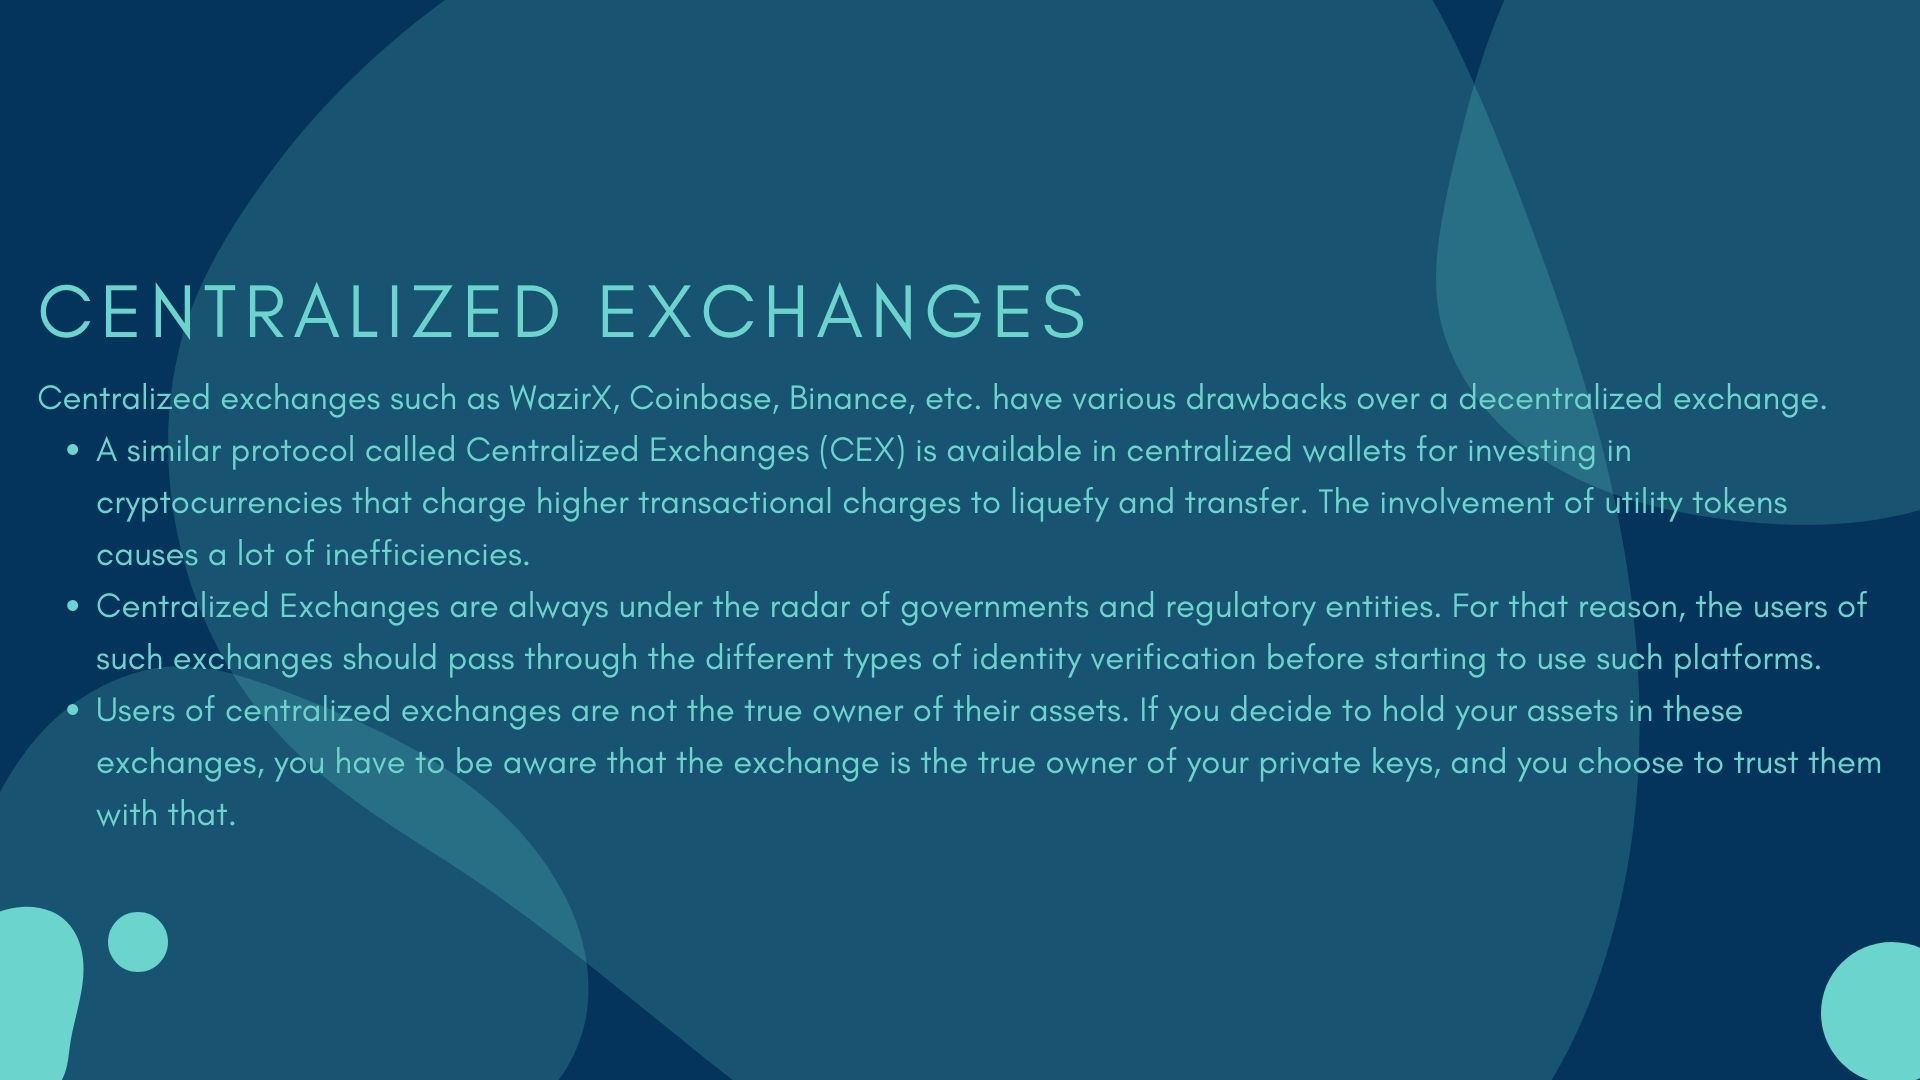 CENTRALIZED EXCHANGES
Centralized exchanges such as WazirX, Coinbase, Binance, etc. have various drawbacks over a decentralized exchange.
• A similar protocol called Centralized Exchanges (CEX) is available in centralized wallets for investing in
cryptocurrencies that charge higher transactional charges to liquefy and transfer. The involvement of utility tokens
causes a lot of inefficiencies.
• Centralized Exchanges are always under the radar of governments and regulatory entities. For that reason, the users of
such exchanges should pass through the different types of identity verification before starting to use such platforms.
• Users of centralized exchanges are not the true owner of their assets. If you decide to hold your assets in these
exchanges, you have to be aware that the exchange is the true owner of your private keys, and you choose to trust them
with that.